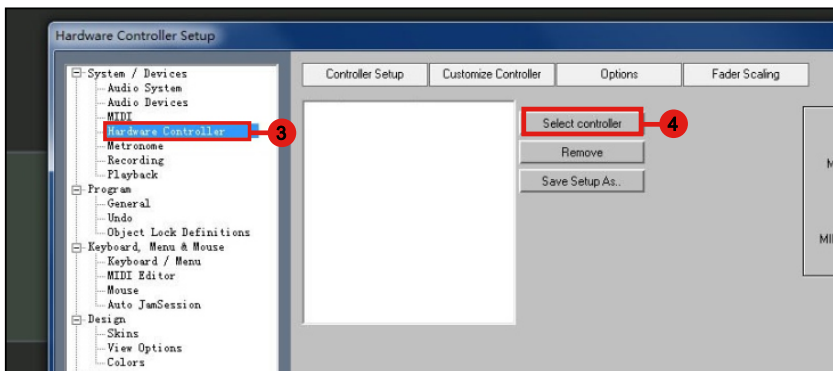 Hardware Controller Setup
System / Devices
Audio System
Audio Devices
MIDI
Hardware Controller
3
Metronome
Recording
Playback
Program
General
Undo
Object Lock Definitions
Keyboard, Menu & Mouse
Keyboard / Menu
MIDI Editor
Mouse
Auto JamSession
Design
Skins
View Options
Colors
Controller Setup
Customize Controller
Options
Fader Scaling
Select controller
4
Remove
Save Setup As..